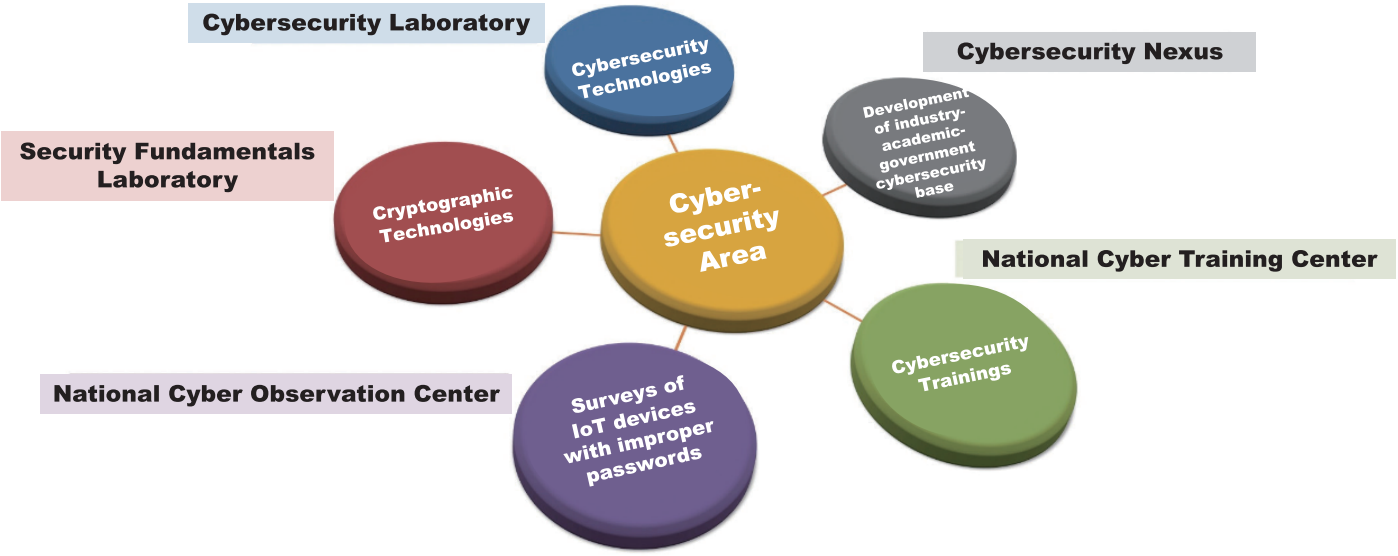 Cybersecurity Laboratory
Cybersecurity
Technologies
Cybersecurity Nexus
Development
of industry-
academic-
government
cybersecurity
base
Security Fundamentals
Laboratory
Cryptographic
Technologies
Cyber-
security
Area
National Cyber Training Center
Cybersecurity
Trainings
National Cyber Observation Center
Surveys of
IoT devices
with improper
passwords